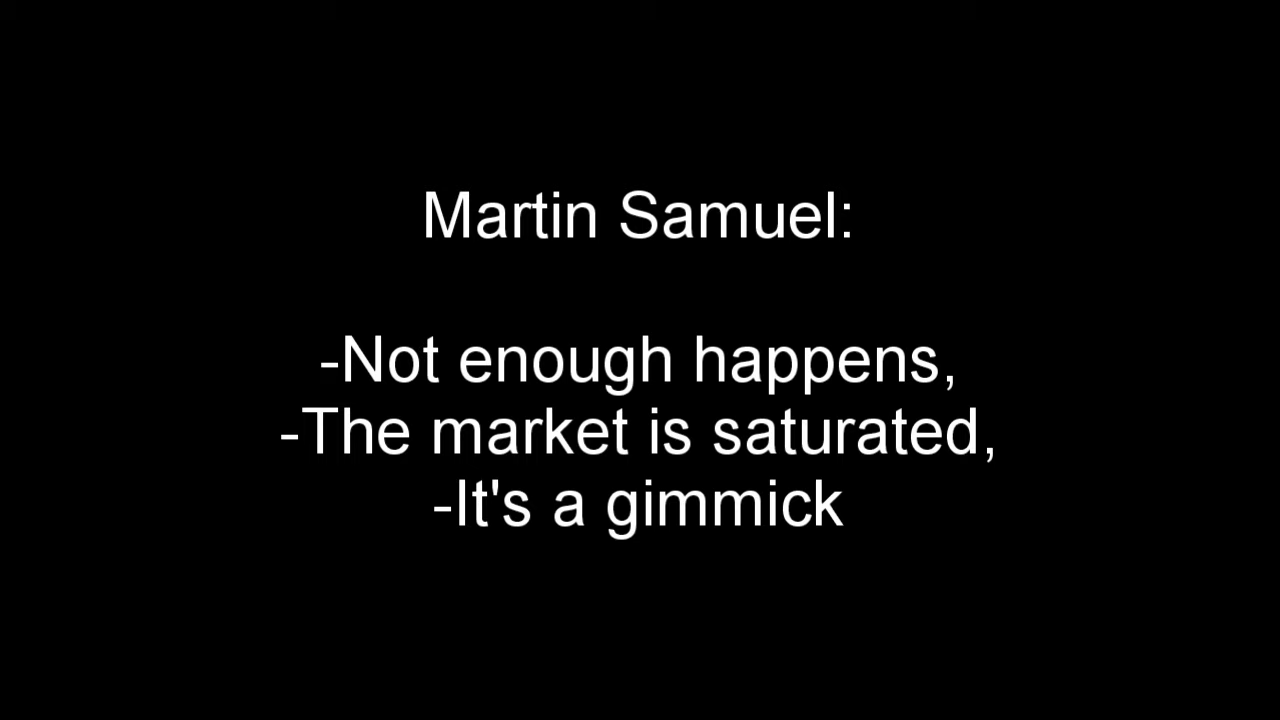 Martin Samuel:
-Not enough happens,
-The market is saturated,
-It's a gimmick